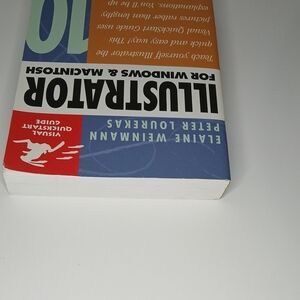 VISUAL
QUICKSTART
GUIDE
ELAINE WEINMANN
PETER LOUREKAS
ILLUSTRATOR
FOR WINDOWS & MACINTOSH
10
Teach yourself Illustrator the
quick and easy way! This
Visual QuickStart Guide uses
pictures rather than lengthy
explanations. You'll be up